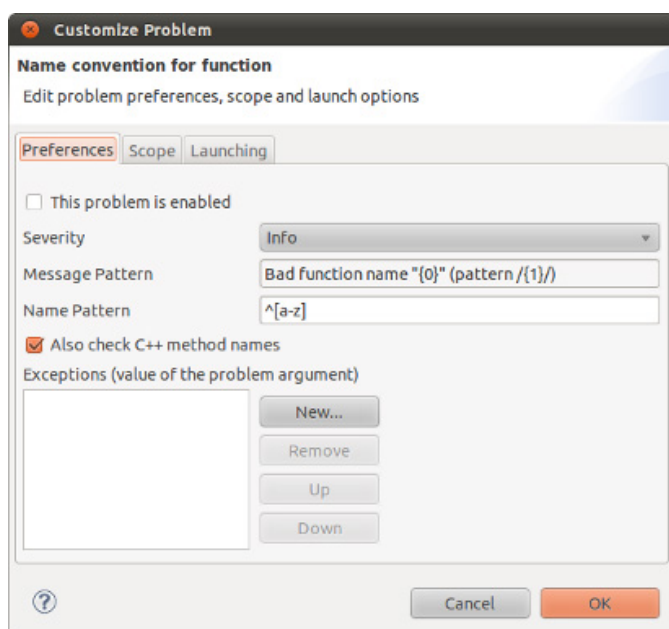 Customize Problem
Name convention for function
Edit problem preferences, scope and launch options
Preferences Scope Launching
This problem is enabled
Severity Info
Message Pattern Bad function name "{0}" (pattern /{1}/)
Name Pattern ^[a-z]
Also check C++ method names
Exceptions (value of the problem argument)
New...
Remove
Up
Down
? Cancel OK